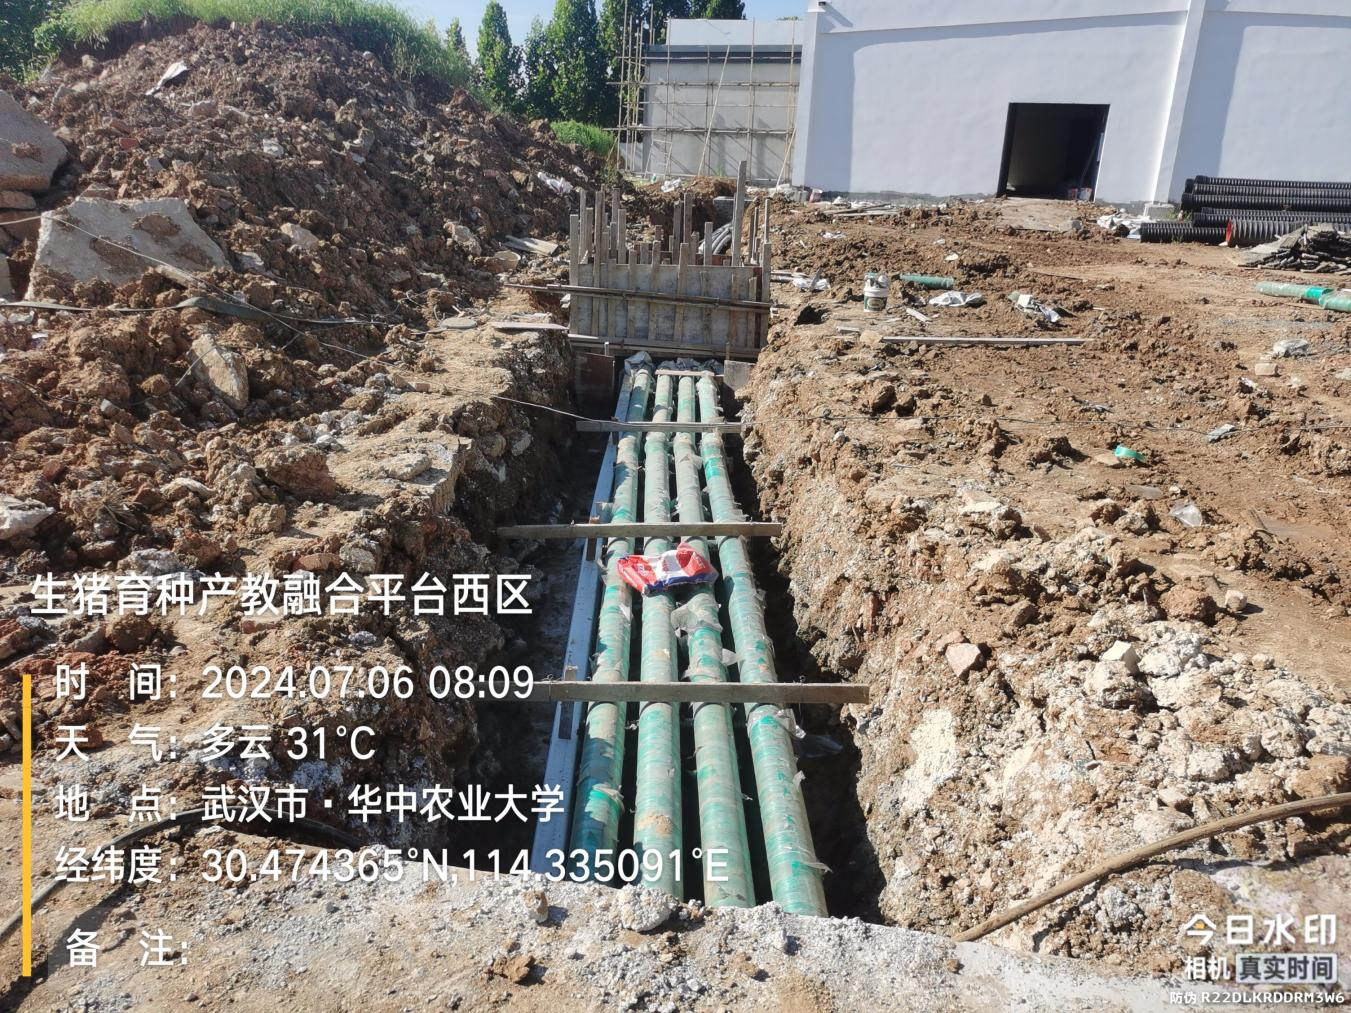 生猪育种产教融合平台西区
时 间: 2024.07.06 08:09
天 气: 多云 31°C
地 点: 武汉市·华中农业大学
经纬度: 30.474365°N,114.335091°E
备 注:
今日水印
相机 真实时间
防伪 R22DLKRDDRM3W6